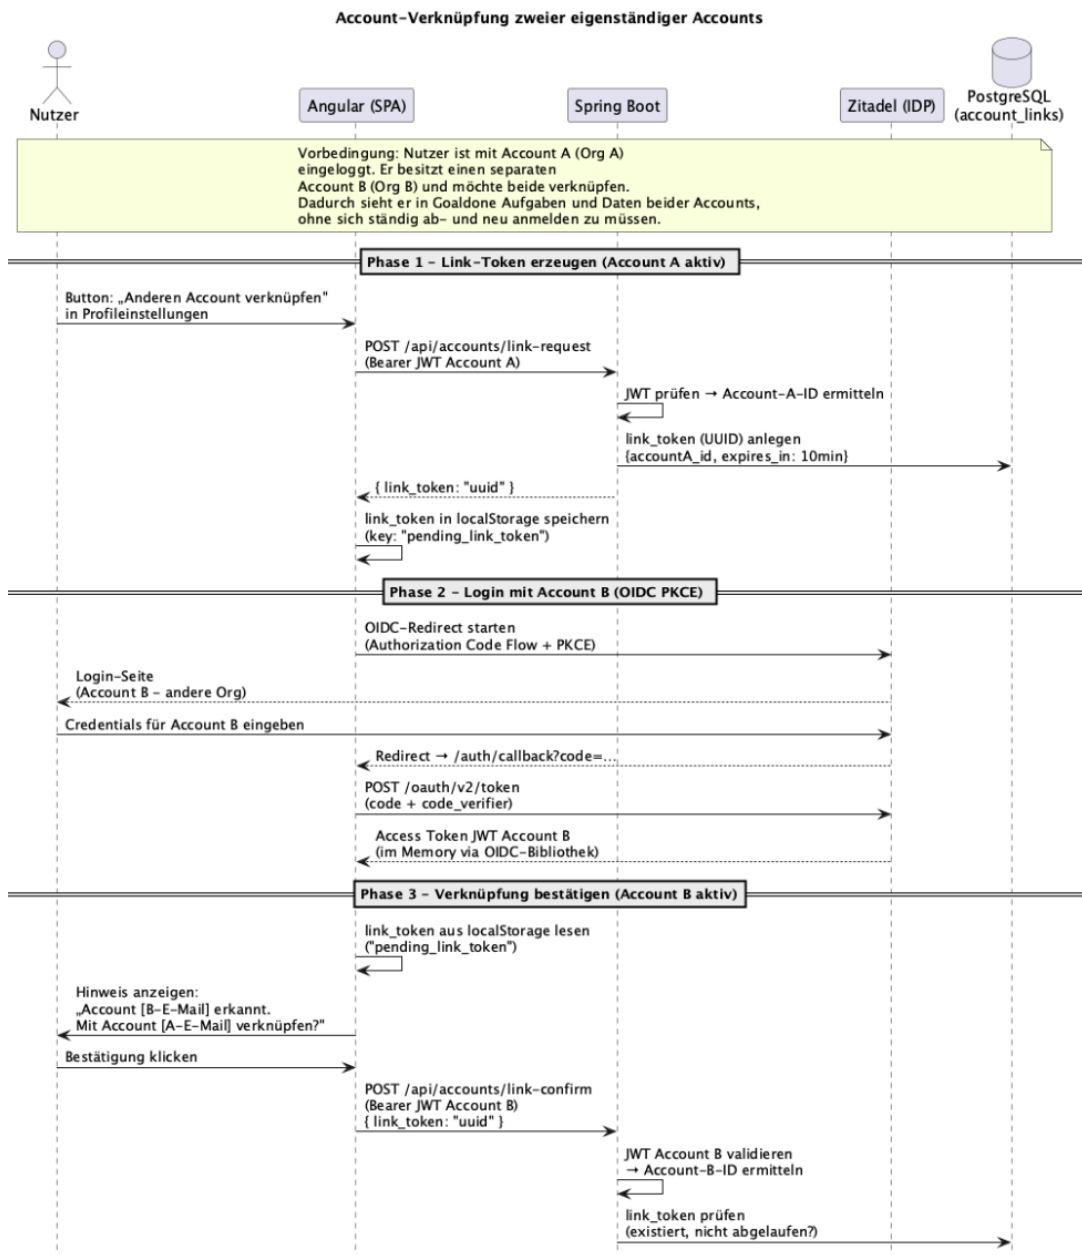 Account-Verknüpfung zweier eigenständiger Accounts
Nutzer
Angular (SPA)
Spring Boot
Zitadel (IDP)
PostgreSQL
(account_links)
Vorbedingung: Nutzer ist mit Account A (Org A)
eingeloggt. Er besitzt einen separaten
Account B (Org B) und möchte beide verknüpfen.
Dadurch sieht er in Goaldone Aufgaben und Daten beider Accounts,
ohne sich ständig ab- und neu anmelden zu müssen.
Phase 1 - Link-Token erzeugen (Account A aktiv)
Button: „Anderen Account verknüpfen"
in Profileinstellungen
POST /api/accounts/link-request
(Bearer JWT Account A)
JWT prüfen → Account-A-ID ermitteln
link_token (UUID) anlegen
{accountA_id, expires_in: 10min}
{ link_token: "uuid" }
link_token in localStorage speichern
(key: "pending_link_token")
Phase 2 - Login mit Account B (OIDC PKCE)
OIDC-Redirect starten
(Authorization Code Flow + PKCE)
Login-Seite
(Account B - andere Org)
Credentials für Account B eingeben
Redirect → /auth/callback?code=...
POST /oauth/v2/token
(code + code_verifier)
Access Token JWT Account B
(im Memory via OIDC-Bibliothek)
Phase 3 - Verknüpfung bestätigen (Account B aktiv)
link_token aus localStorage lesen
("pending_link_token")
Hinweis anzeigen:
„Account [B-E-Mail] erkannt.
Mit Account [A-E-Mail] verknüpfen?"
Bestätigung klicken
POST /api/accounts/link-confirm
(Bearer JWT Account B)
{ link_token: "uuid" }
JWT Account B validieren
→ Account-B-ID ermitteln
link_token prüfen
(existiert, nicht abgelaufen?)